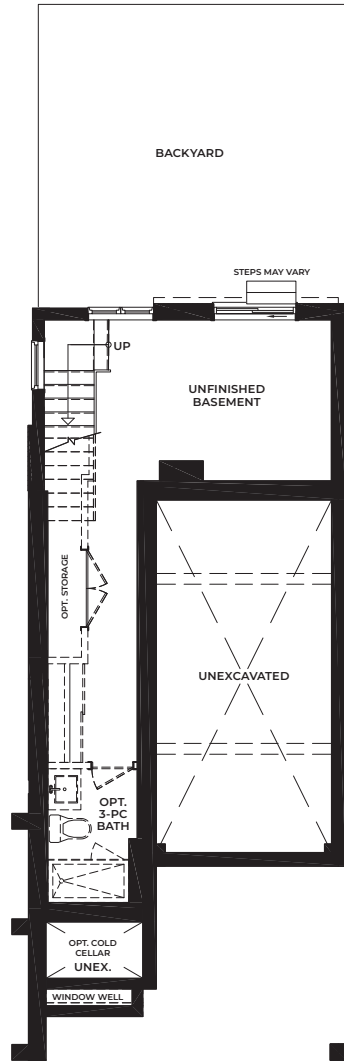 BACKYARD
STEPS MAY VARY
UP
UNFINISHED
BASEMENT
OPT. STORAGE
UNEXCAVATED
OPT.
3-PC
BATH
OPT. COLD
CELLAR
UNEX.
WINDOW WELL